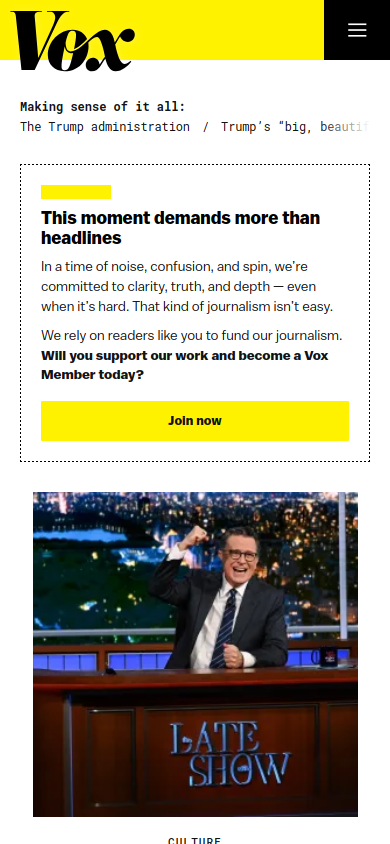 Vox
Making sense of it all:
The Trump administration / Trump's "big, beauti
This moment demands more than
headlines
In a time of noise, confusion, and spin, we're
committed to clarity, truth, and depth — even
when it's hard. That kind of journalism isn't easy.
We rely on readers like you to fund our journalism.
Will you support our work and become a Vox
Member today?
Join now
LATE
SHOW
CULTURE